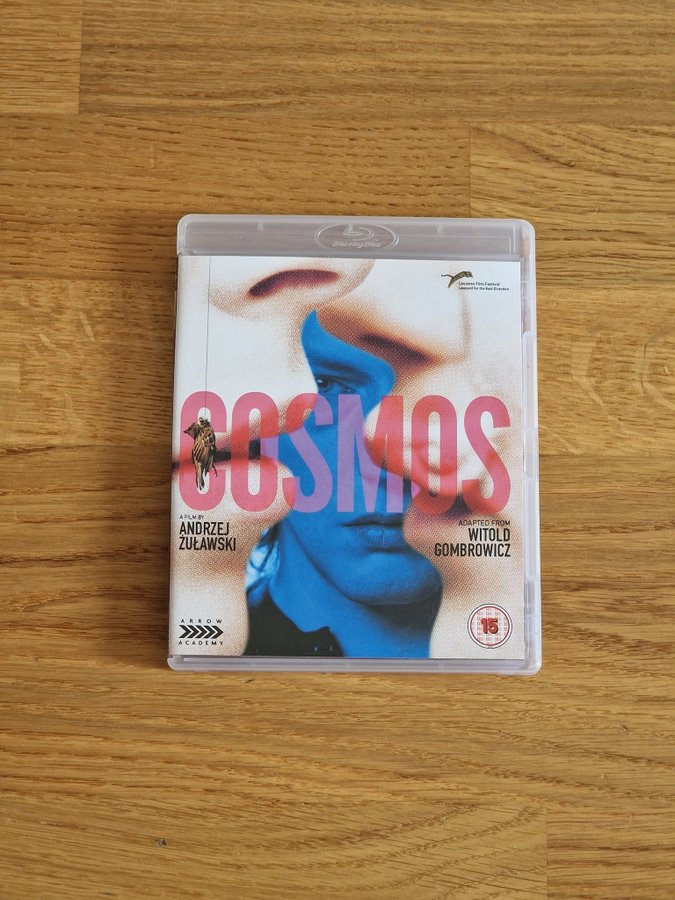 Blu-ray Disc
Locarno Film Festival
Leopard for the Best Direction
COSMOS
A FILM BY
ANDRZEJ
ŻUŁAWSKI
ADAPTED FROM
WITOLD
GOMBROWICZ
ARROW
ACADEMY
15